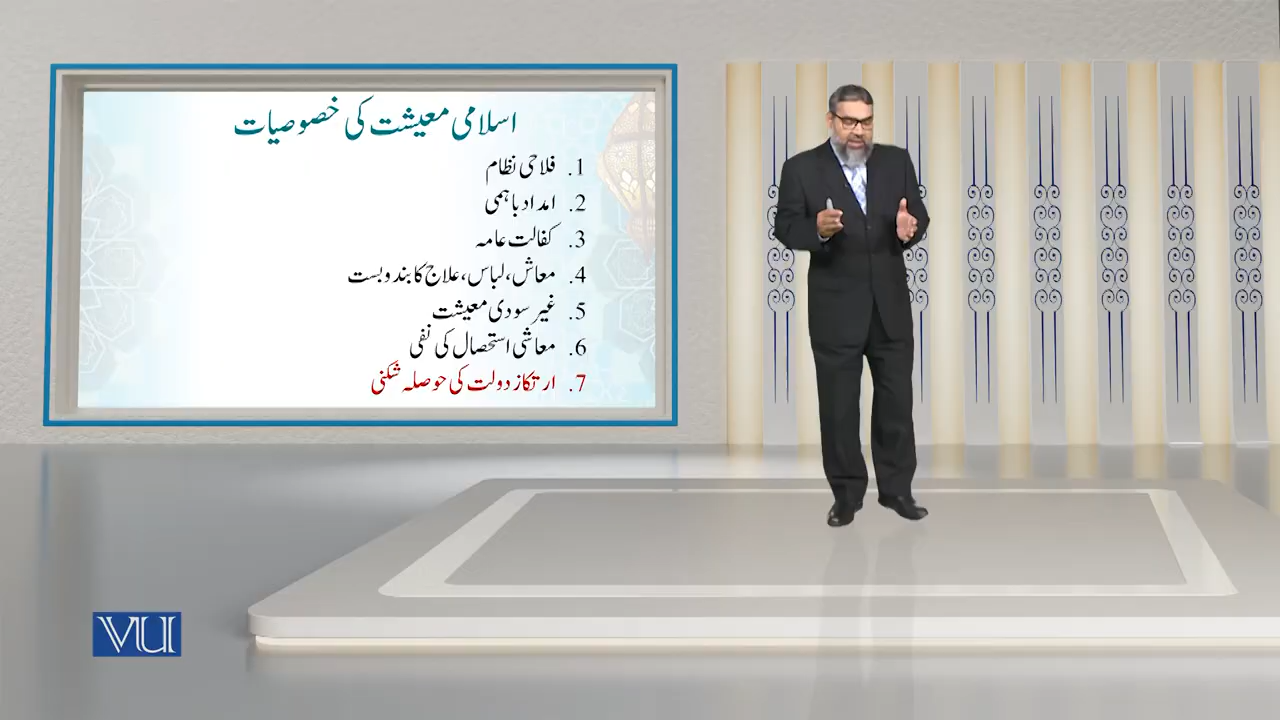 اسلامی معیشت کی خصوصیات
1. فلاحی نظام
2. امداد باہمی
3. کفالت عامہ
4. معاش، لباس، علاج کا بندوبست
5. غیر سودی معیشت
6. معاشی استحصال کی نفی
7. ارتکاز دولت کی حوصلہ شکنی
VU